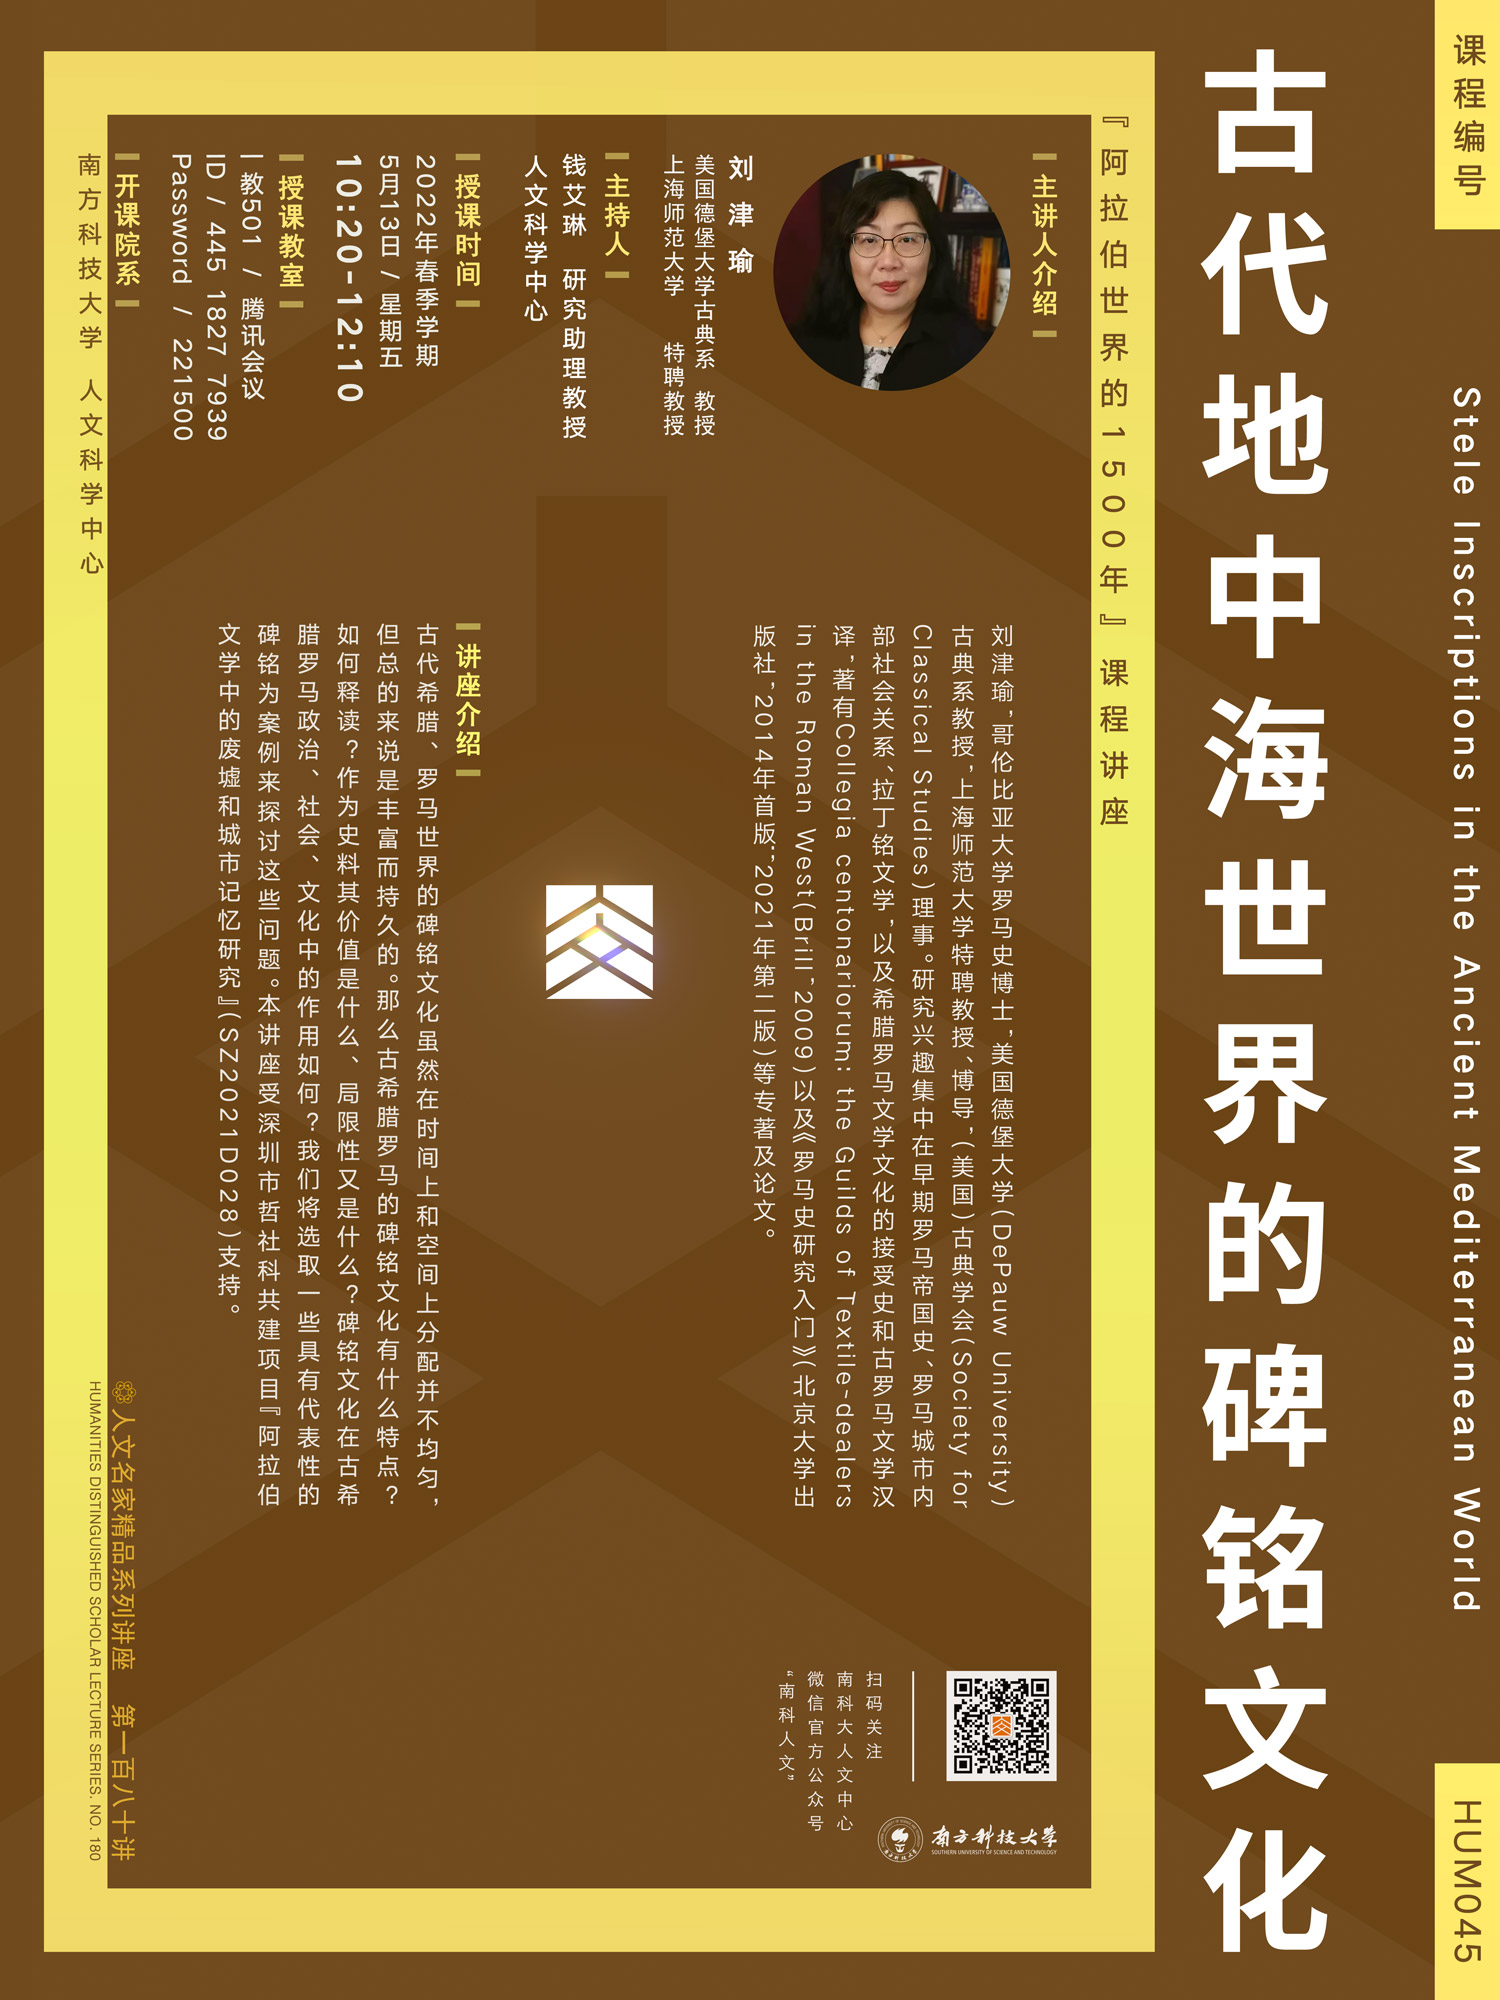 课程编号
Stele Inscriptions in the Ancient Mediterranean World
HUM045
古代地中海世界的碑铭文化
『阿拉伯世界的1500年』课程讲座
主讲人介绍
刘津瑜
美国德堡大学古典系 教授
上海师范大学 特聘教授
主持人
钱艾琳 研究助理教授
人文科学中心
授课时间
2022年春季学期
5月13日 / 星期五
10:20-12:10
授课教室
一教501 / 腾讯会议
ID / 445 1827 7939
Password / 221500
开课院系
南方科技大学 人文科学中心
刘津瑜，哥伦比亚大学罗马史博士，美国德堡大学（DePauw University）
古典系教授，上海师范大学特聘教授、博导，（美国）古典学会（Society for
Classical Studies）理事。研究兴趣集中在早期罗马帝国史、罗马城市内
部社会关系、拉丁铭文学，以及希腊罗马文学文化的接受史和古罗马文学汉
译，著有Collegia centonariorum: the Guilds of Textile-dealers
in the Roman West（Brill，2009）以及《罗马史研究入门》（北京大学出
版社，2014年首版；2021年第二版）等专著及论文。
讲座介绍
古代希腊、罗马世界的碑铭文化虽然在时间上和空间上分配并不均匀，
但总的来说是丰富而持久的。那么古希腊罗马的碑铭文化有什么特点？
如何释读？作为史料其价值是什么、局限性又是什么？碑铭文化在古希
腊罗马政治、社会、文化中的作用如何？我们将选取一些具有代表性的
碑铭为案例来探讨这些问题。本讲座受深圳市哲社科共建项目『阿拉伯
文学中的废墟和城市记忆研究』（SZ2021D028）支持。
扫码关注
南科大人文中心
微信官方公众号
“南科人文”
南方科技大学
SOUTHERN UNIVERSITY OF SCIENCE AND TECHNOLOGY
人文名家精品系列讲座 第一百八十讲
HUMANITIES DISTINGUISHED SCHOLAR LECTURE SERIES. NO. 180